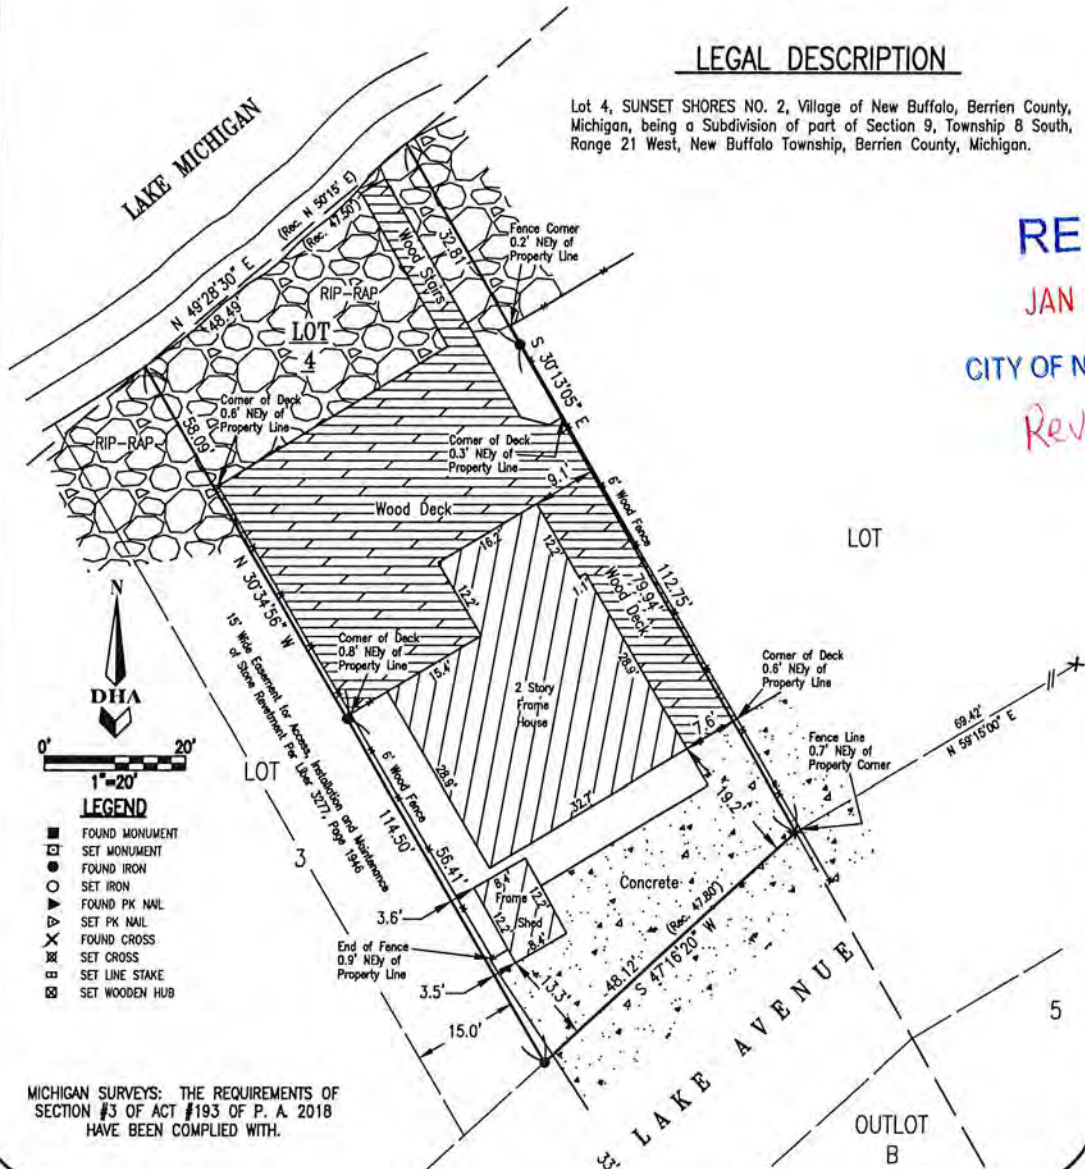 LEGAL DESCRIPTION
Lot 4, SUNSET SHORES NO. 2, Village of New Buffalo, Berrien County,
Michigan, being a Subdivision of part of Section 9, Township 8 South,
Range 21 West, New Buffalo Township, Berrien County, Michigan.
RE
JAN
CITY OF N
Rev
LAKE MICHIGAN
(Rec. N 50°15' E)
(Rec. 47.50')
N 49°28'30" E
48.49
RIP-RAP
LOT
4
Wood Stairs
32.81'
Fence Corner
0.2' NEly of
Property Line
S 30°13'05" E
RIP-RAP
58.09'
Corner of Deck
0.6' NEly of
Property Line
Corner of Deck
0.3' NEly of
Property Line
9.1'
6' Wood Fence
Wood Deck
16.2'
12.2'
12.2'
1.1'
Wood Deck
79.94'
112.75'
LOT
N 30°34'56" W
15' Wide Easement for Access, Installation and Maintenance
of Stone Revetment Per Liber 3277, Page 1946
Corner of Deck
0.8' NEly of
Property Line
15.4'
28.9'
2 Story
Frame
House
Corner of Deck
0.6' NEly of
Property Line
7.6'
69.42'
N 59°15'00" E
Fence Line
0.7' NEly of
Property Corner
28.9'
32.7'
19.2'
6' Wood Fence
114.50'
56.41'
LOT
3
8.4'
Frame
Shed
12.2'
12.2'
8.4'
3.6'
End of Fence
0.9' NEly of
Property Line
3.5'
13.3'
15.0'
Concrete
(Rec. 47.80')
48.12'
S 47°16'20" W
LAKE AVENUE
33'
5
OUTLOT
B
N
DHA
0' 20'
1"=20'
LEGEND
FOUND MONUMENT
SET MONUMENT
FOUND IRON
SET IRON
FOUND PK NAIL
SET PK NAIL
FOUND CROSS
SET CROSS
SET LINE STAKE
SET WOODEN HUB
MICHIGAN SURVEYS: THE REQUIREMENTS OF
SECTION #3 OF ACT #193 OF P. A. 2018
HAVE BEEN COMPLIED WITH.